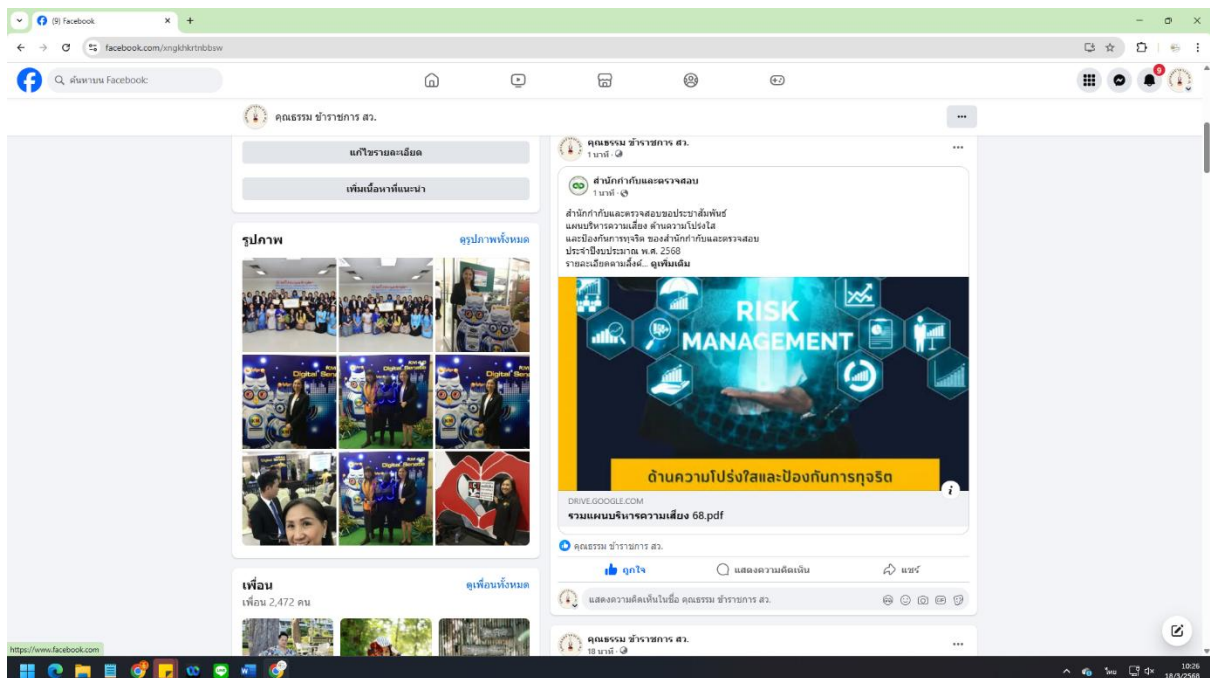 (9) Facebook
facebook.com/xngkhkrtnbbsw
ค้นหาบน Facebook
9
คุณธรรม ข้าราชการ สว.
แก้ไขรายละเอียด
เพิ่มเนื้อหาที่แนะนำ
รูปภาพ
ดูรูปภาพทั้งหมด
Digital Senate
Digital Senate
Digital Senate
เพื่อน
ดูเพื่อนทั้งหมด
เพื่อน 2,472 คน
คุณธรรม ข้าราชการ สว.
1 นาที
สำนักกำกับและตรวจสอบ
1 นาที
สำนักกำกับและตรวจสอบขอประชาสัมพันธ์
แผนบริหารความเสี่ยง ด้านความโปร่งใส
และป้องกันการทุจริต ของสำนักกำกับและตรวจสอบ
ประจำปีงบประมาณ พ.ศ. 2568
รายละเอียดตามลิ้งค์... ดูเพิ่มเติม
RISK
MANAGEMENT
ด้านความโปร่งใสและป้องกันการทุจริต
DRIVE.GOOGLE.COM
รวมแผนบริหารความเสี่ยง 68.pdf
คุณธรรม ข้าราชการ สว.
ถูกใจ
แสดงความคิดเห็น
แชร์
แสดงความคิดเห็นในชื่อ คุณธรรม ข้าราชการ สว.
คุณธรรม ข้าราชการ สว.
18 นาที
https://www.facebook.com
ไทย
10:26
18/3/2568